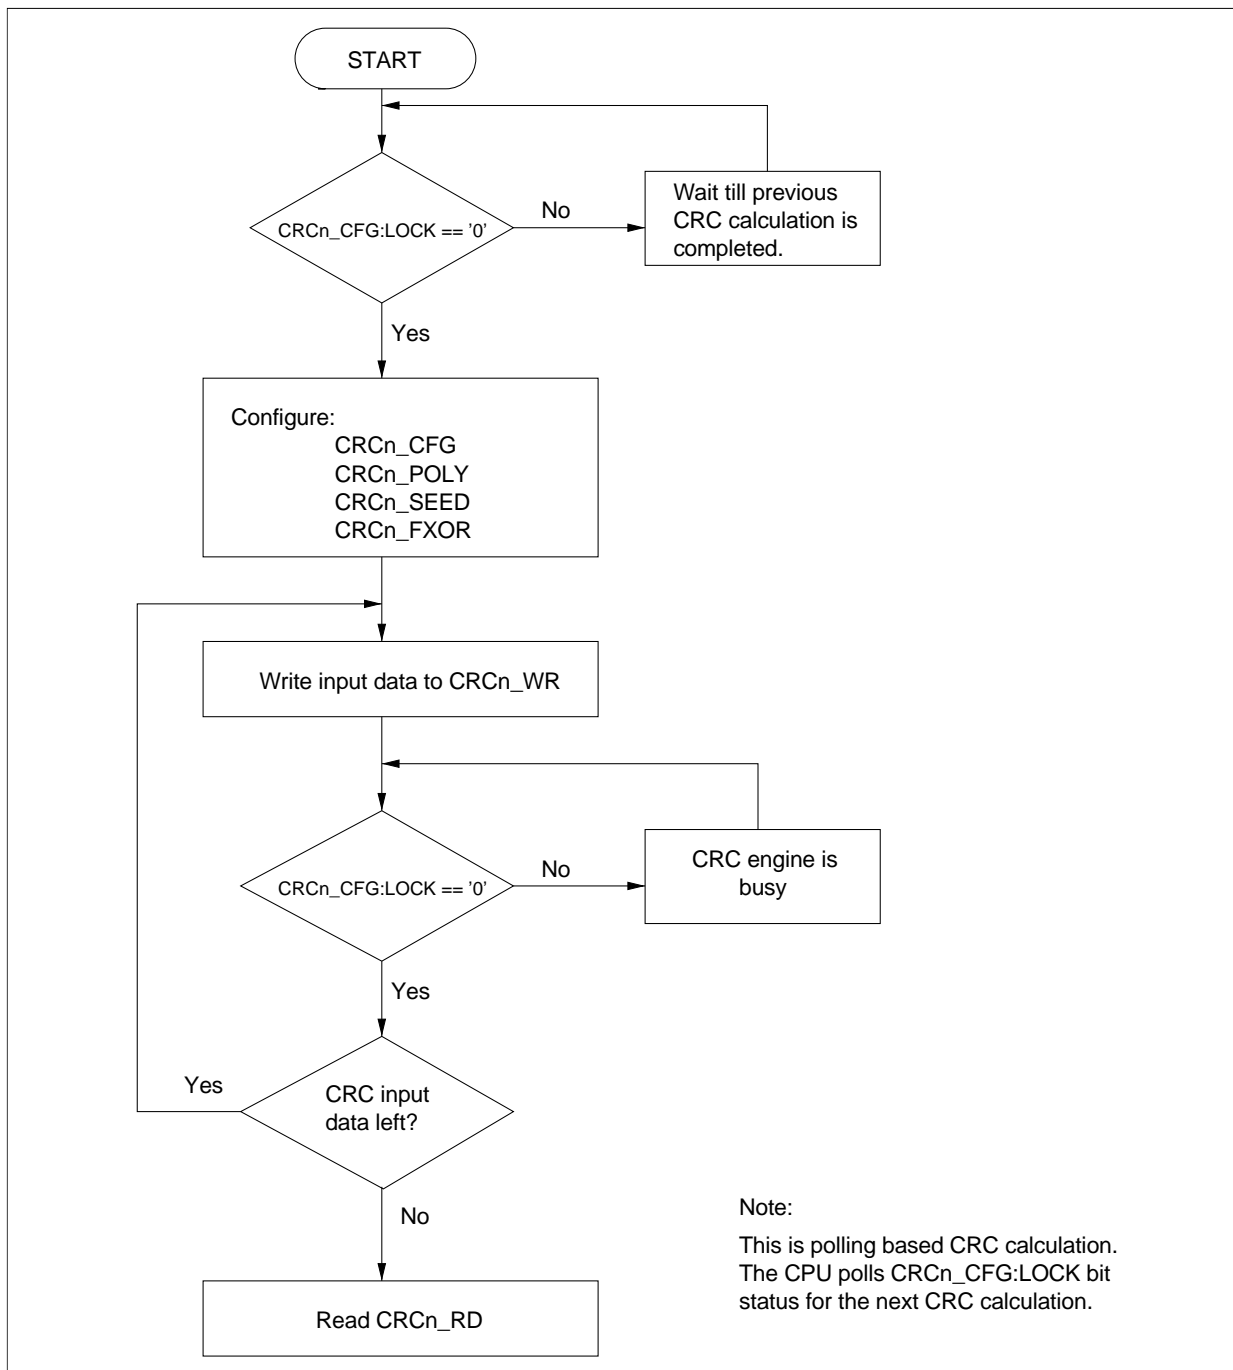 START
CRCn_CFG:LOCK == '0'
No
Wait till previous
CRC calculation is
completed.
Yes
Configure:
CRCn_CFG
CRCn_POLY
CRCn_SEED
CRCn_FXOR
Write input data to CRCn_WR
CRCn_CFG:LOCK == '0'
No
CRC engine is
busy
Yes
CRC input
data left?
Yes
No
Read CRCn_RD
Note:
This is polling based CRC calculation.
The CPU polls CRCn_CFG:LOCK bit
status for the next CRC calculation.